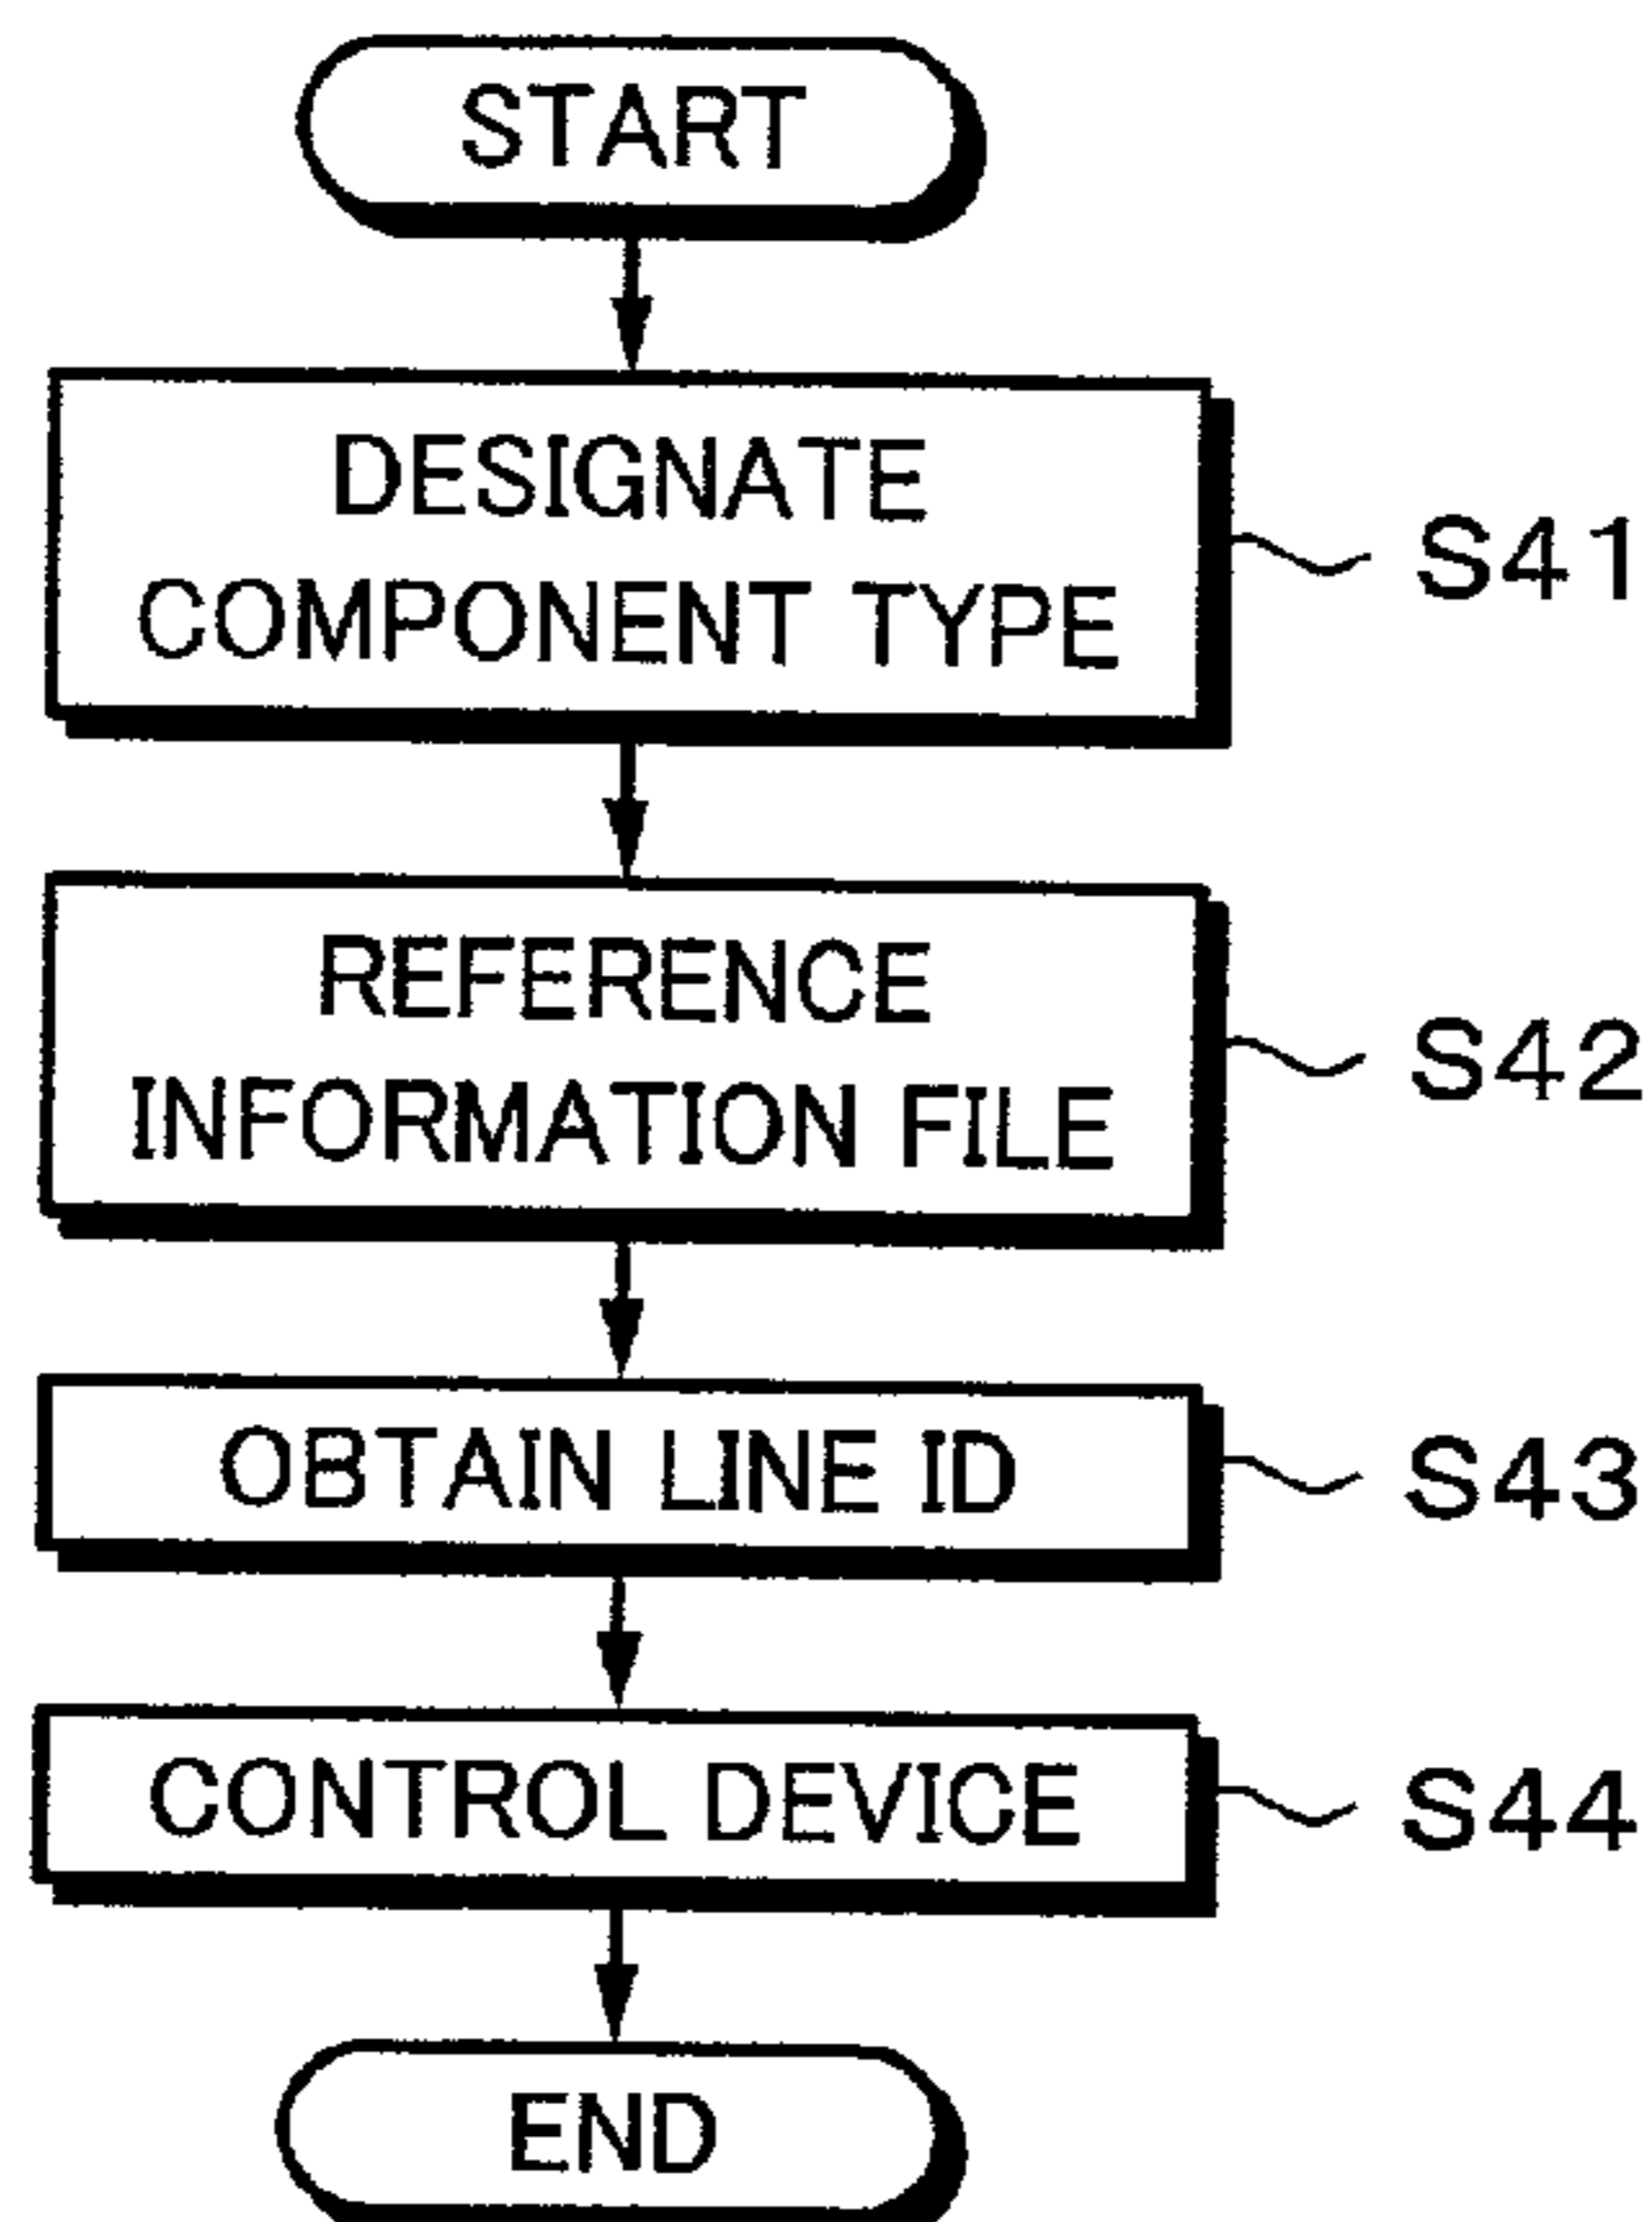 START
DESIGNATE
COMPONENT TYPE
S41
REFERENCE
INFORMATION FILE
S42
OBTAIN LINE ID
S43
CONTROL DEVICE
S44
END